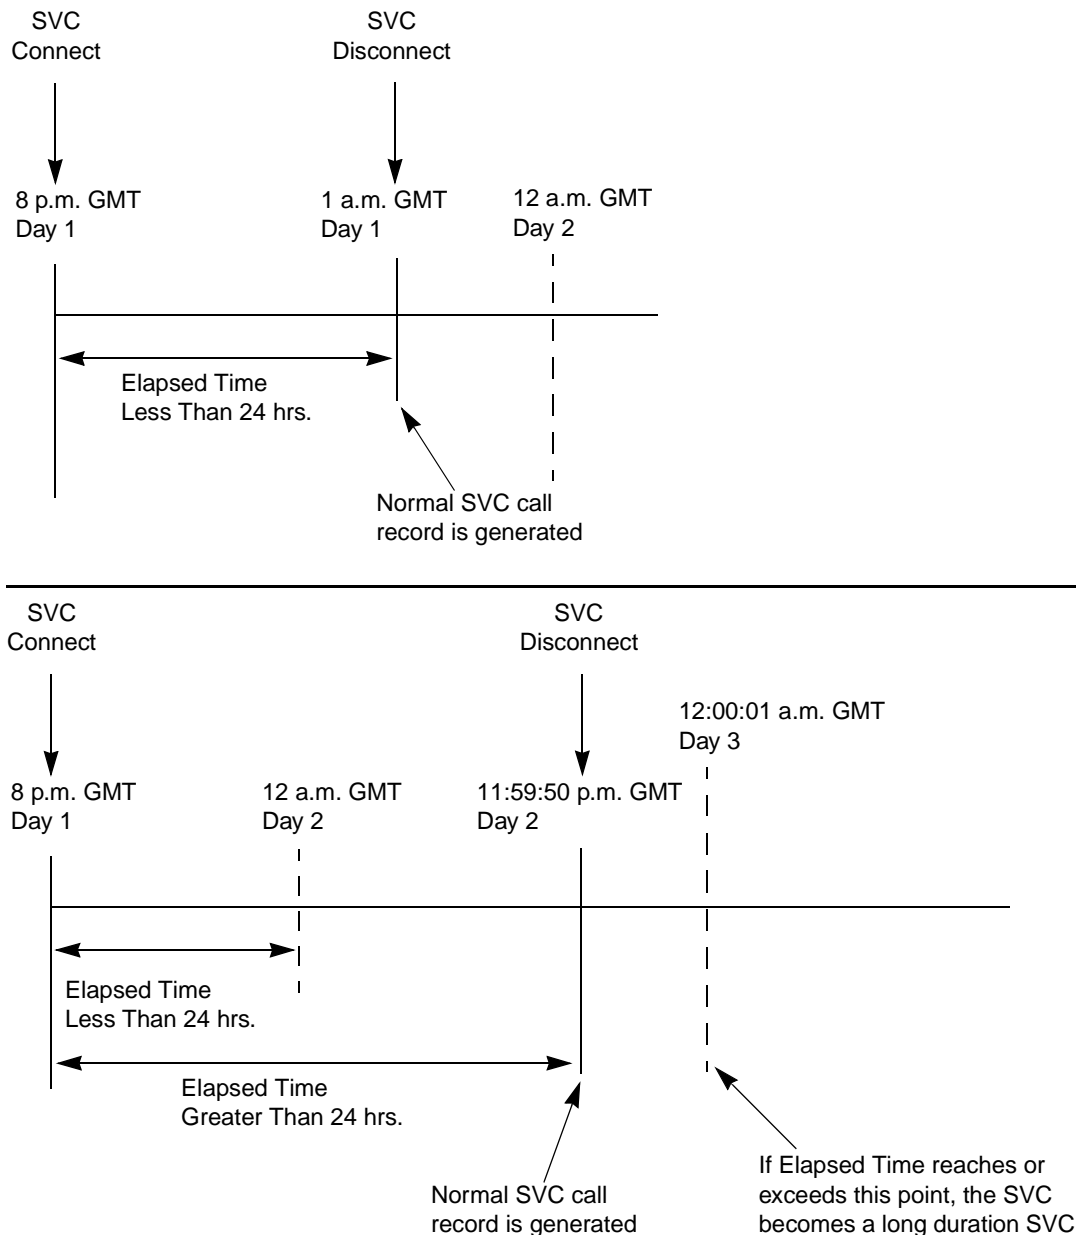 SVC
Connect
SVC
Disconnect
8 p.m. GMT
Day 1
1 a.m. GMT
Day 1
12 a.m. GMT
Day 2
Elapsed Time
Less Than 24 hrs.
Normal SVC call
record is generated
SVC
Connect
SVC
Disconnect
12:00:01 a.m. GMT
Day 3
8 p.m. GMT
Day 1
12 a.m. GMT
Day 2
11:59:50 p.m. GMT
Day 2
Elapsed Time
Less Than 24 hrs.
Elapsed Time
Greater Than 24 hrs.
Normal SVC call
record is generated
If Elapsed Time reaches or
exceeds this point, the SVC
becomes a long duration SVC